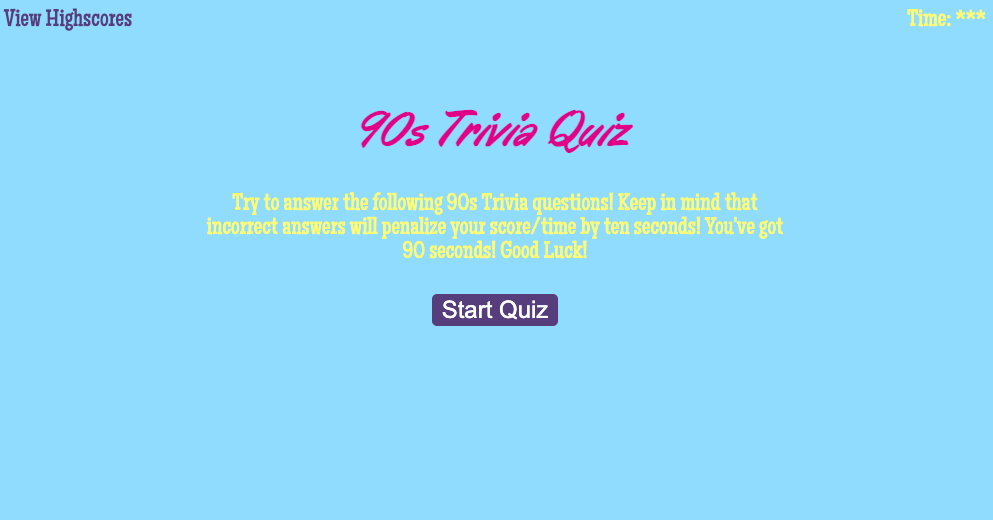 View Highscores
Time: ***
90s Trivia Quiz
Try to answer the following 90s Trivia questions! Keep in mind that
incorrect answers will penalize your score/time by ten seconds! You've got
90 seconds! Good Luck!
Start Quiz